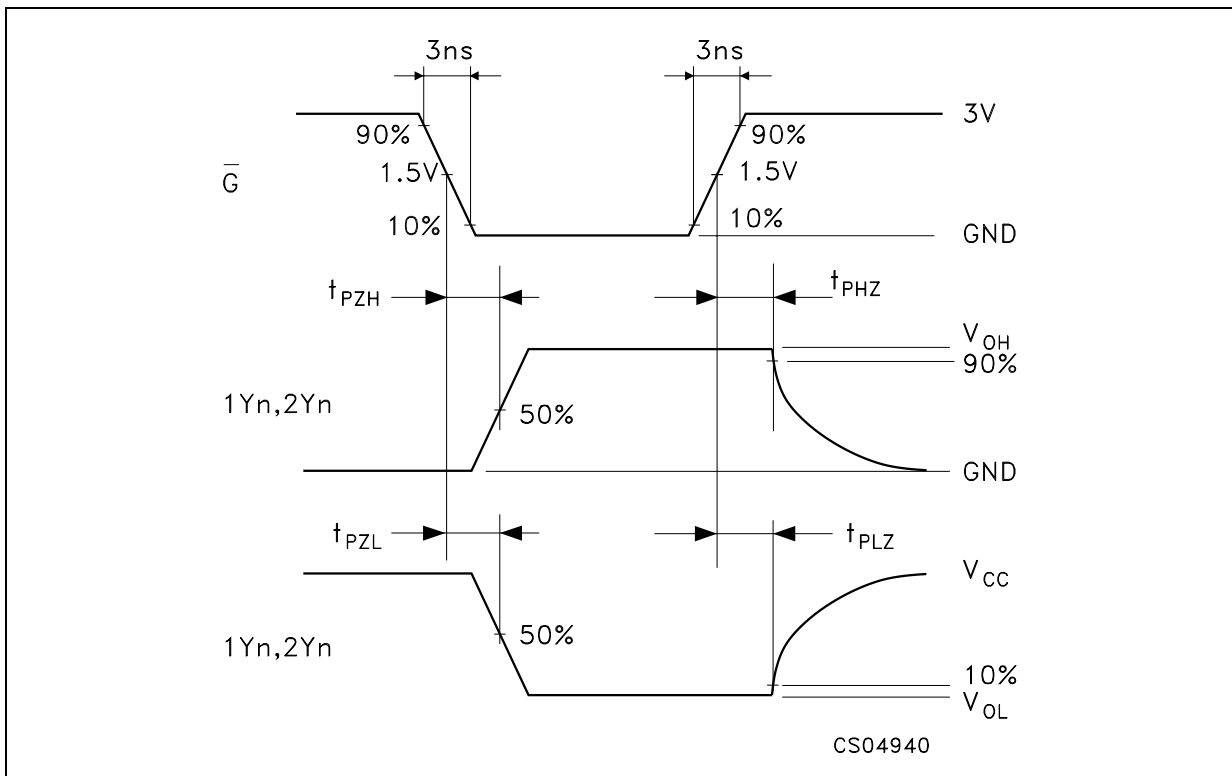 3ns 3ns
3V
90% 90%
G̅ 1.5V 1.5V
10% 10%
GND
tPZH tPHZ
VOH
90%
1Yn,2Yn 50%
GND
tPZL tPLZ
VCC
1Yn,2Yn 50%
10%
VOL
CS04940